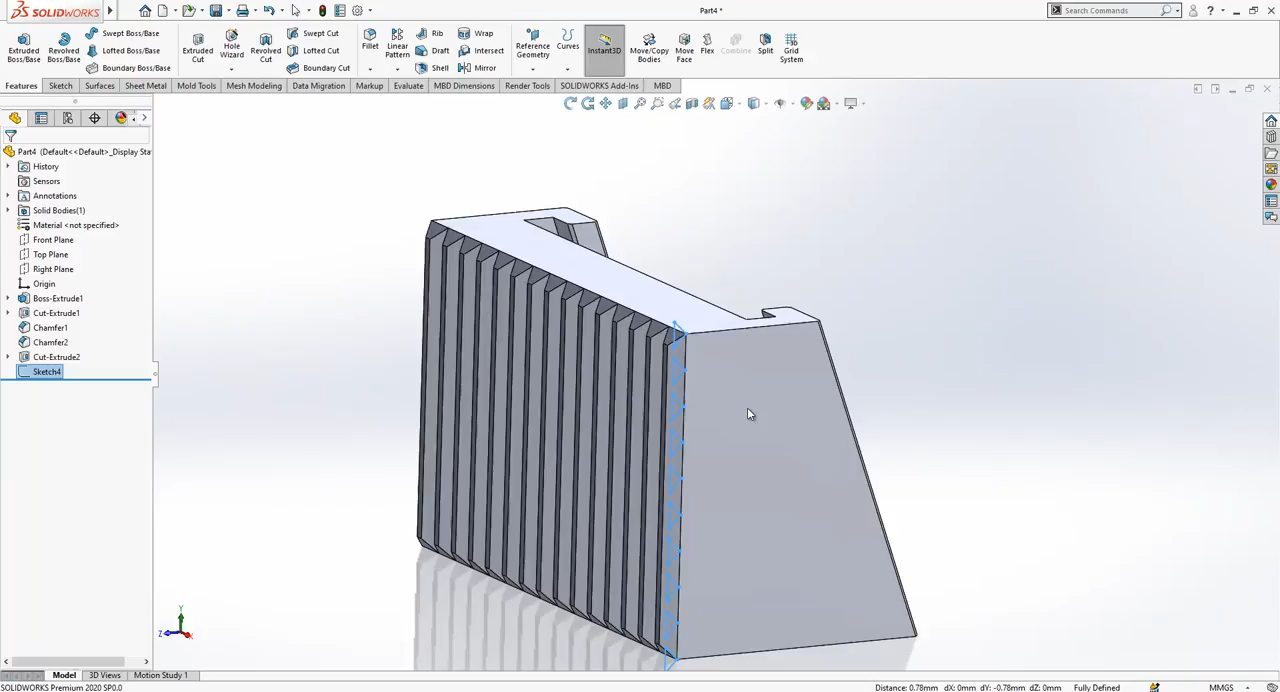 SOLIDWORKS
Part4 *
Search Commands
Extruded Boss/Base
Revolved Boss/Base
Swept Boss/Base
Lofted Boss/Base
Boundary Boss/Base
Extruded Cut
Hole Wizard
Revolved Cut
Swept Cut
Lofted Cut
Boundary Cut
Fillet
Linear Pattern
Rib
Draft
Shell
Wrap
Intersect
Mirror
Reference Geometry
Curves
Instant3D
Move/Copy Bodies
Move Face
Flex
Combine
Split
Grid System
Features Sketch Surfaces Sheet Metal Mold Tools Mesh Modeling Data Migration Markup Evaluate MBD Dimensions Render Tools SOLIDWORKS Add-Ins MBD
Part4 (Default<<Default>_Display Sta
History
Sensors
Annotations
Solid Bodies(1)
Material <not specified>
Front Plane
Top Plane
Right Plane
Origin
Boss-Extrude1
Cut-Extrude1
Chamfer1
Chamfer2
Cut-Extrude2
Sketch4
Y
Z
X
Model 3D Views Motion Study 1
SOLIDWORKS Premium 2020 SP0.0
Distance: 0.78mm dX: 0mm dY: -0.78mm dZ: 0mm Fully Defined MMGS